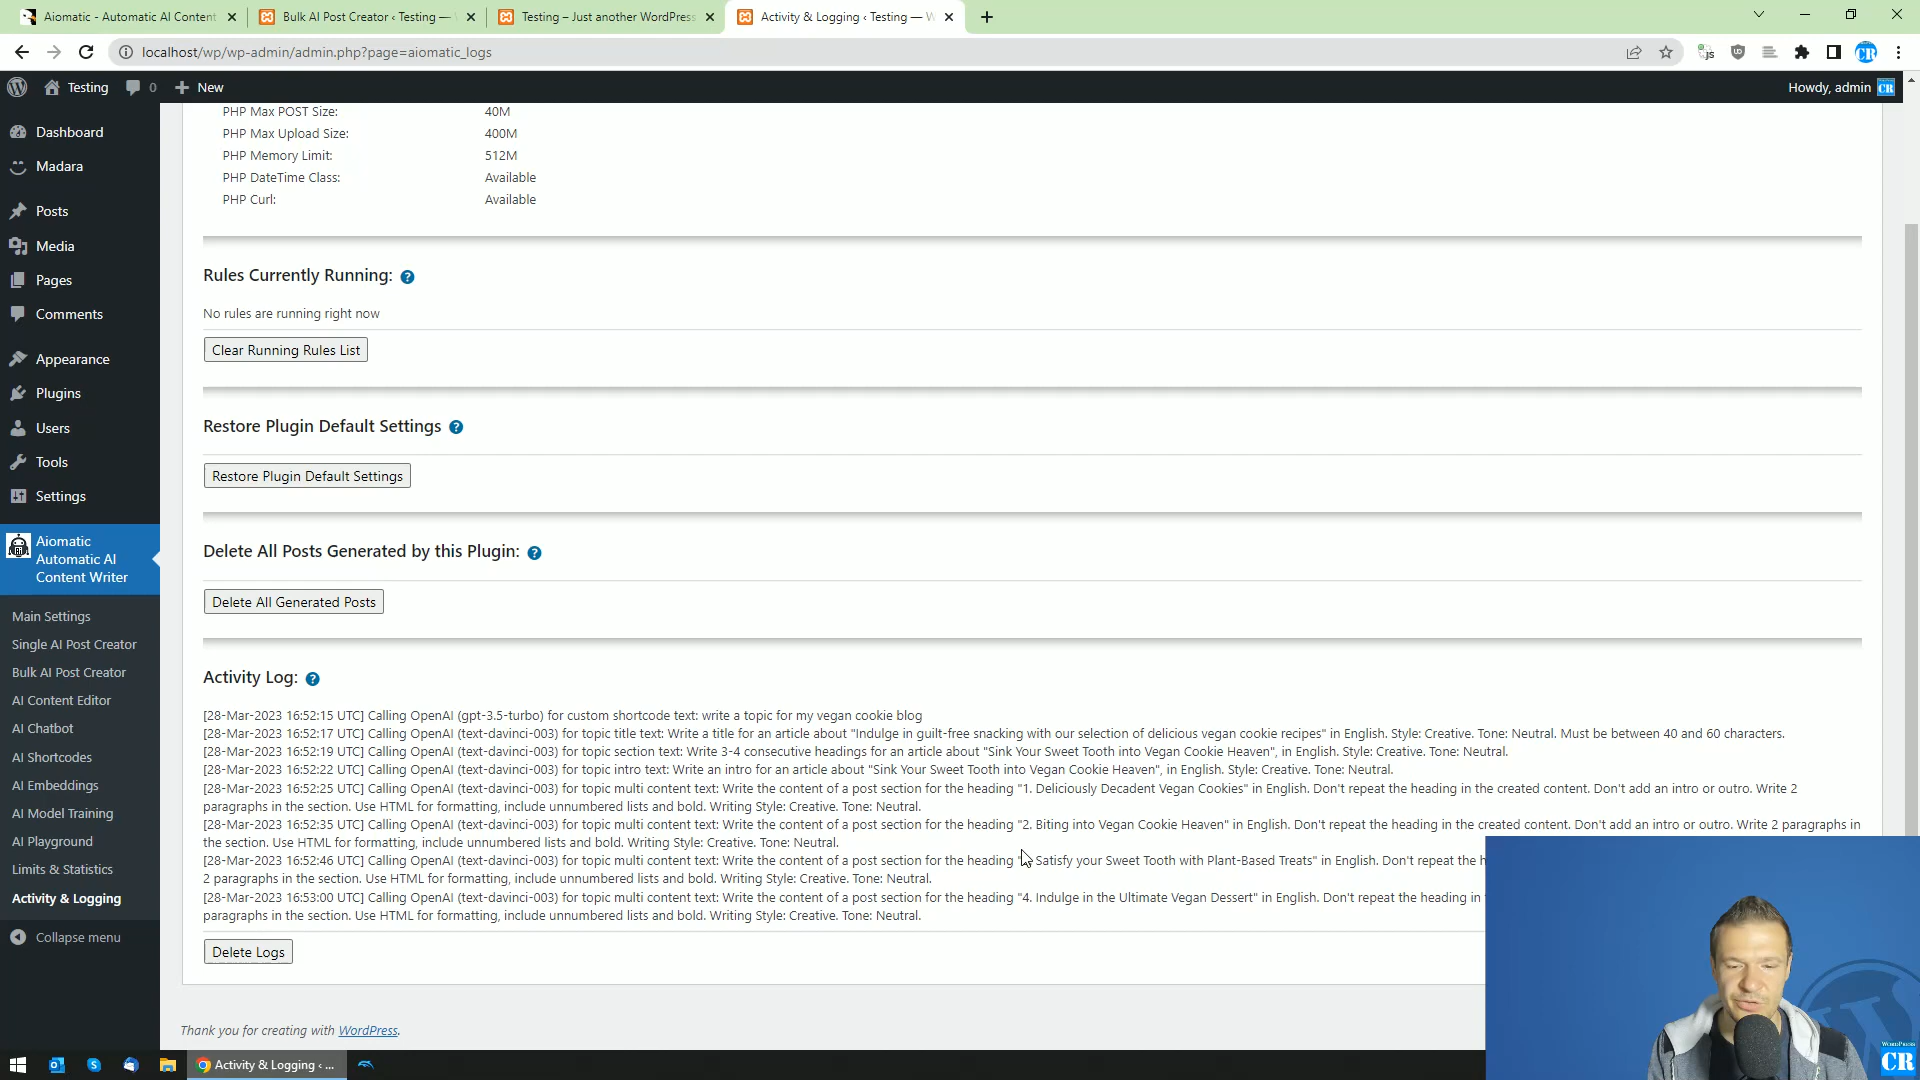 Aiomatic - Automatic AI Content
Bulk AI Post Creator ‹ Testing —
Testing – Just another WordPress
Activity & Logging ‹ Testing — W
localhost/wp/wp-admin/admin.php?page=aiomatic_logs
Testing
0
New
Howdy, admin
Dashboard
Madara
Posts
Media
Pages
Comments
Appearance
Plugins
Users
Tools
Settings
Aiomatic
Automatic AI
Content Writer
Main Settings
Single AI Post Creator
Bulk AI Post Creator
AI Content Editor
AI Chatbot
AI Shortcodes
AI Embeddings
AI Model Training
AI Playground
Limits & Statistics
Activity & Logging
Collapse menu
PHP Max POST Size: 40M
PHP Max Upload Size: 400M
PHP Memory Limit: 512M
PHP DateTime Class: Available
PHP Curl: Available
Rules Currently Running:
No rules are running right now
Clear Running Rules List
Restore Plugin Default Settings
Restore Plugin Default Settings
Delete All Posts Generated by this Plugin:
Delete All Generated Posts
Activity Log:
[28-Mar-2023 16:52:15 UTC] Calling OpenAI (gpt-3.5-turbo) for custom shortcode text: write a topic for my vegan cookie blog
[28-Mar-2023 16:52:17 UTC] Calling OpenAI (text-davinci-003) for topic title text: Write a title for an article about "Indulge in guilt-free snacking with our selection of delicious vegan cookie recipes" in English. Style: Creative. Tone: Neutral. Must be between 40 and 60 characters.
[28-Mar-2023 16:52:19 UTC] Calling OpenAI (text-davinci-003) for topic section text: Write 3-4 consecutive headings for an article about "Sink Your Sweet Tooth into Vegan Cookie Heaven", in English. Style: Creative. Tone: Neutral.
[28-Mar-2023 16:52:22 UTC] Calling OpenAI (text-davinci-003) for topic intro text: Write an intro for an article about "Sink Your Sweet Tooth into Vegan Cookie Heaven", in English. Style: Creative. Tone: Neutral.
[28-Mar-2023 16:52:25 UTC] Calling OpenAI (text-davinci-003) for topic multi content text: Write the content of a post section for the heading "1. Deliciously Decadent Vegan Cookies" in English. Don't repeat the heading in the created content. Don't add an intro or outro. Write 2
paragraphs in the section. Use HTML for formatting, include unnumbered lists and bold. Writing Style: Creative. Tone: Neutral.
[28-Mar-2023 16:52:35 UTC] Calling OpenAI (text-davinci-003) for topic multi content text: Write the content of a post section for the heading "2. Biting into Vegan Cookie Heaven" in English. Don't repeat the heading in the created content. Don't add an intro or outro. Write 2 paragraphs in
the section. Use HTML for formatting, include unnumbered lists and bold. Writing Style: Creative. Tone: Neutral.
[28-Mar-2023 16:52:46 UTC] Calling OpenAI (text-davinci-003) for topic multi content text: Write the content of a post section for the heading " Satisfy your Sweet Tooth with Plant-Based Treats" in English. Don't repeat the h
2 paragraphs in the section. Use HTML for formatting, include unnumbered lists and bold. Writing Style: Creative. Tone: Neutral.
[28-Mar-2023 16:53:00 UTC] Calling OpenAI (text-davinci-003) for topic multi content text: Write the content of a post section for the heading "4. Indulge in the Ultimate Vegan Dessert" in English. Don't repeat the heading in
paragraphs in the section. Use HTML for formatting, include unnumbered lists and bold. Writing Style: Creative. Tone: Neutral.
Delete Logs
Thank you for creating with WordPress.
Activity & Logging ‹ ...
WORDPRESS
CR